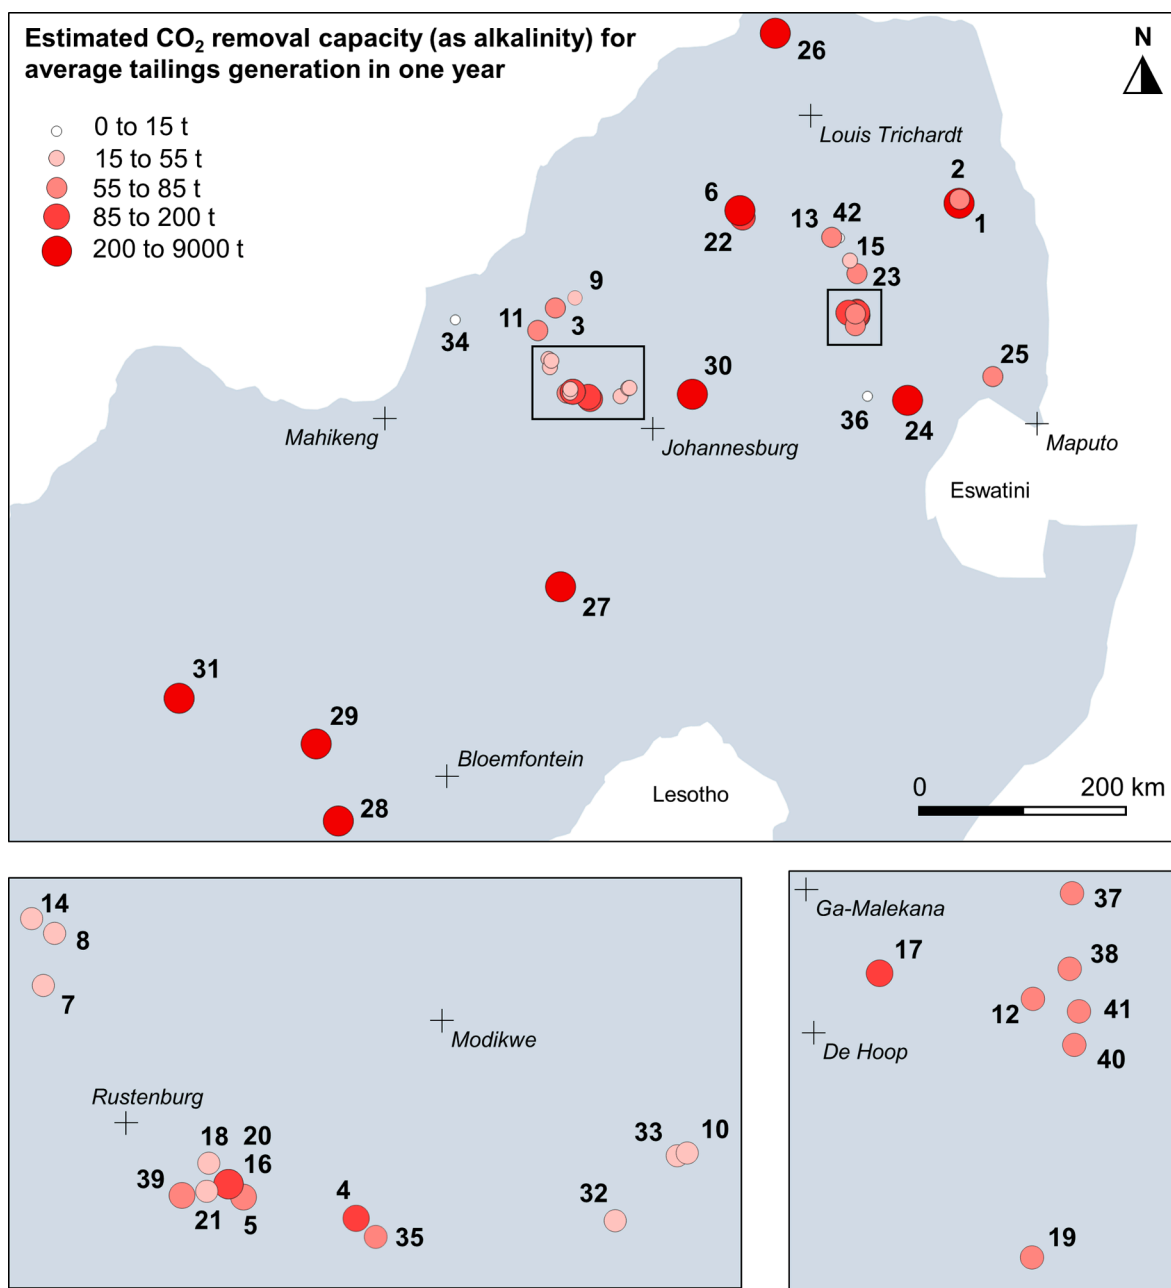 Estimated CO₂ removal capacity (as alkalinity) for
average tailings generation in one year
0 to 15 t
15 to 55 t
55 to 85 t
85 to 200 t
200 to 9000 t
N
26
Louis Trichardt
2
1
6
22
13
42
15
23
9
3
11
34
25
30
36
24
Mahikeng
Johannesburg
Maputo
Eswatini
27
31
29
28
Bloemfontein
Lesotho
0
200 km
14
8
7
Modikwe
Rustenburg
18
20
16
39
21
5
4
35
33
10
32
Ga-Malekana
37
17
38
12
41
De Hoop
40
19